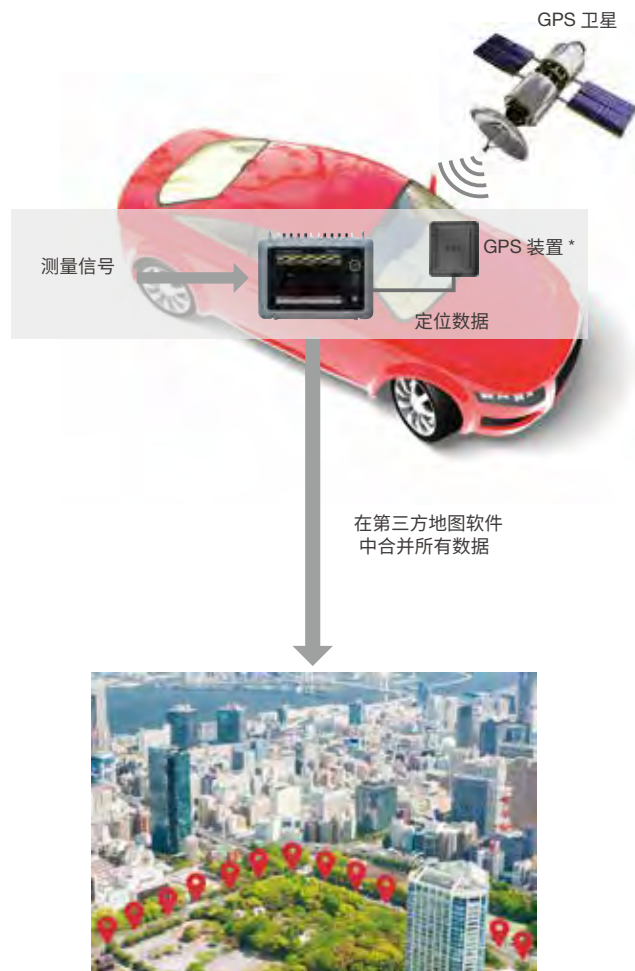 GPS 卫星
测量信号
GPS 装置 *
定位数据
在第三方地图软件
中合并所有数据